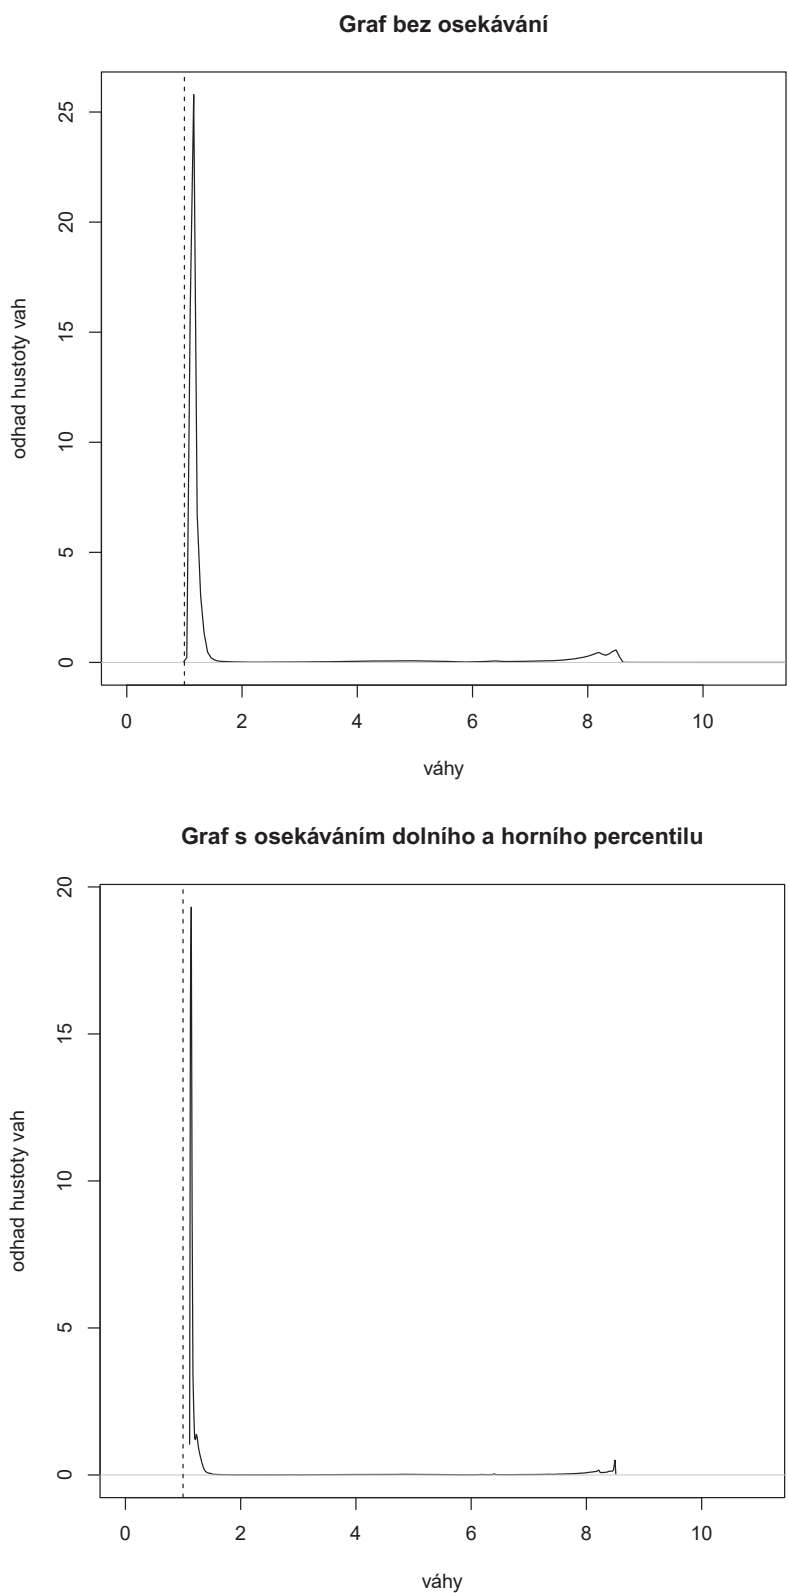 Graf bez osekávání
25
20
15
10
5
0
odhad hustoty vah
0 2 4 6 8 10
váhy
Graf s osekáváním dolního a horního percentilu
20
15
10
5
0
odhad hustoty vah
0 2 4 6 8 10
váhy